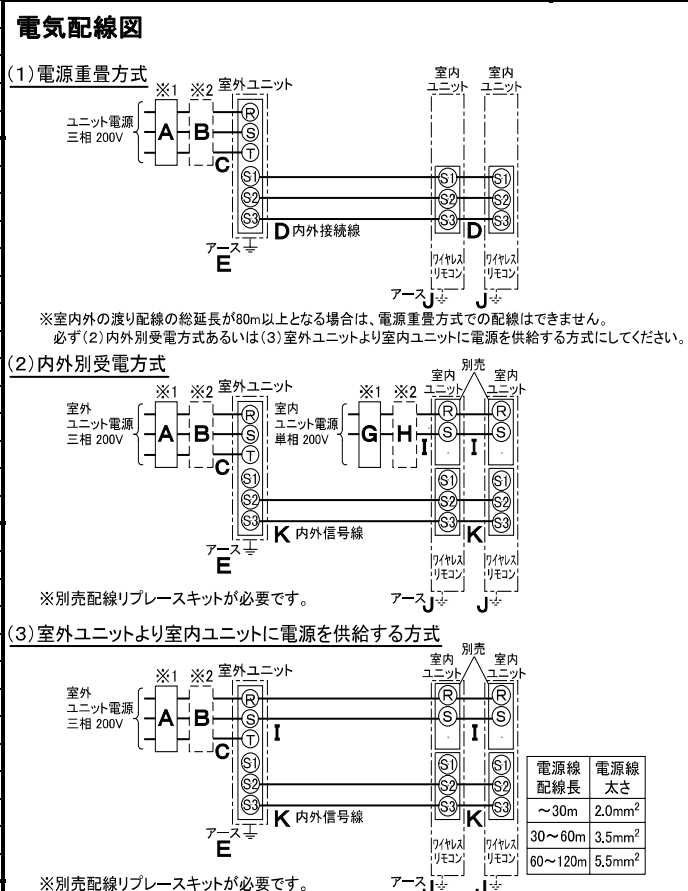 電気配線図
(1)電源重畳方式
※1 ※2 室外ユニット
室内ユニット 室内ユニット
ユニット電源
三相 200V
A B C
R
S
T
S1 S1 S1
S2 S2 S2
S3 S3 S3
D 内外接続線 D
アース
E
ワイヤレスリモコン ワイヤレスリモコン
アース J J
※室内外の渡り配線の総延長が80m以上となる場合は、電源重畳方式での配線はできません。
必ず(2)内外別受電方式あるいは(3)室外ユニットより室内ユニットに電源を供給する方式にしてください。
(2)内外別受電方式
別売
※1 ※2 室外ユニット ※1 ※2 室内ユニット 室内ユニット
室外
ユニット電源
三相 200V
A B C
室内
ユニット電源
単相 200V
G H I I
R R R
S S S
T
S1 S1 S1
S2 S2 S2
S3 S3 S3
K 内外信号線 K
アース
E
ワイヤレスリモコン ワイヤレスリモコン
※別売配線リプレースキットが必要です。
アース J J
(3)室外ユニットより室内ユニットに電源を供給する方式
別売
※1 ※2 室外ユニット 室内ユニット 室内ユニット
室外
ユニット電源
三相 200V
A B C
R R R
S S S
I I
T
S1 S1 S1
S2 S2 S2
S3 S3 S3
K 内外信号線 K
アース
E
ワイヤレスリモコン ワイヤレスリモコン
※別売配線リプレースキットが必要です。
アース J J
電源線配線長 電源線太さ
~30m 2.0mm²
30~60m 3.5mm²
60~120m 5.5mm²